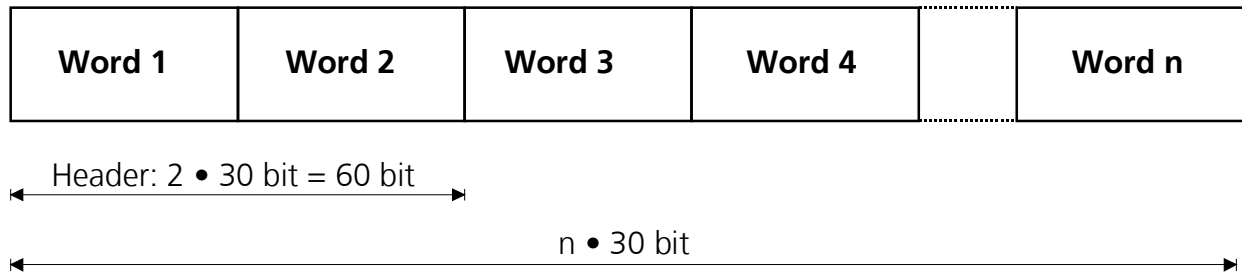 Word 1 Word 2 Word 3 Word 4 Word n
Header: 2 • 30 bit = 60 bit
n • 30 bit